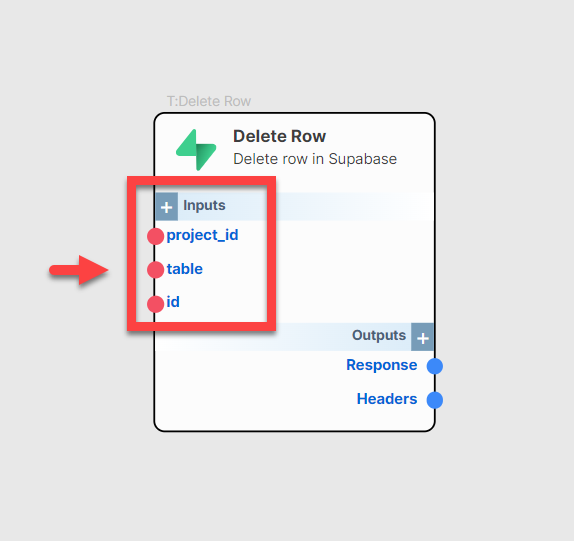 T:Delete Row
Delete Row
Delete row in Supabase
+ Inputs
project_id
table
id
Outputs +
Response
Headers